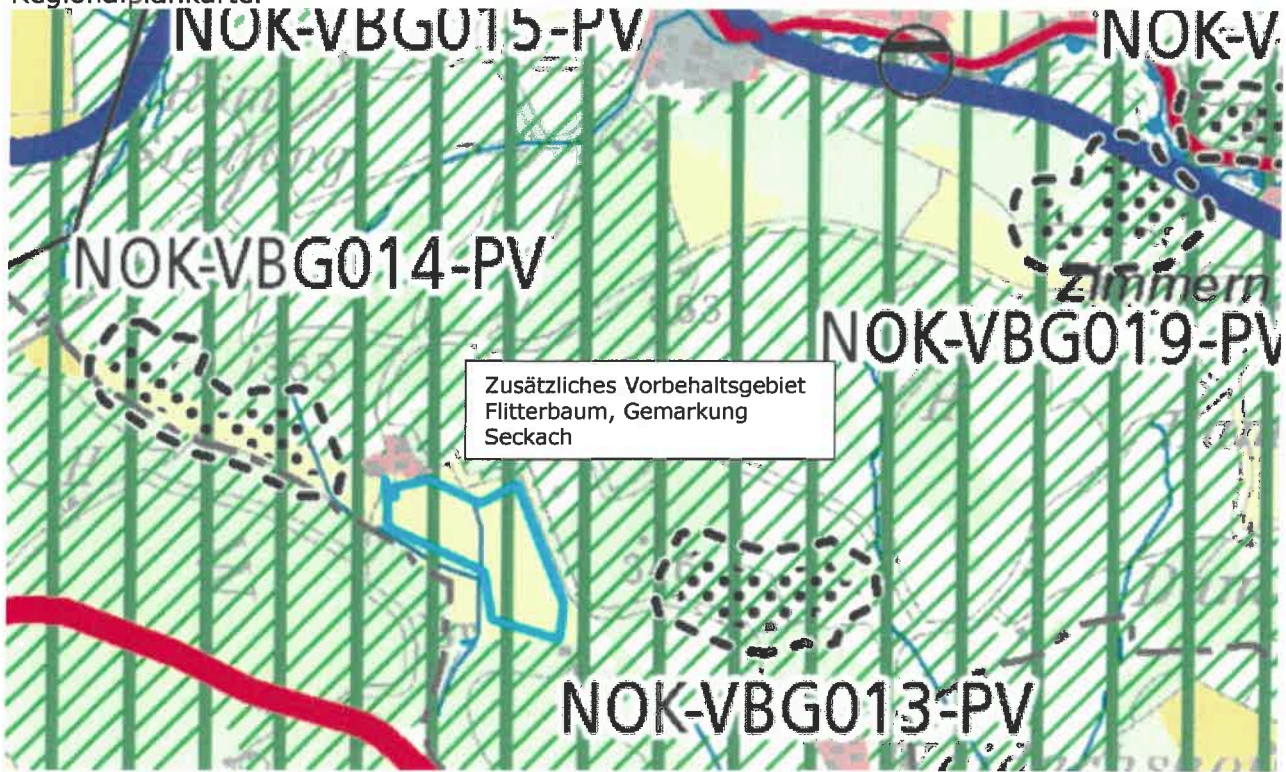 Regionalplankarte.
NOK-VBG015-PV
NOK-V
NOK-VBG014-PV
Zimmern
NOK-VBG019-PV
Zusätzliches Vorbehaltsgebiet
Flitterbaum, Gemarkung
Seckach
NOK-VBG013-PV